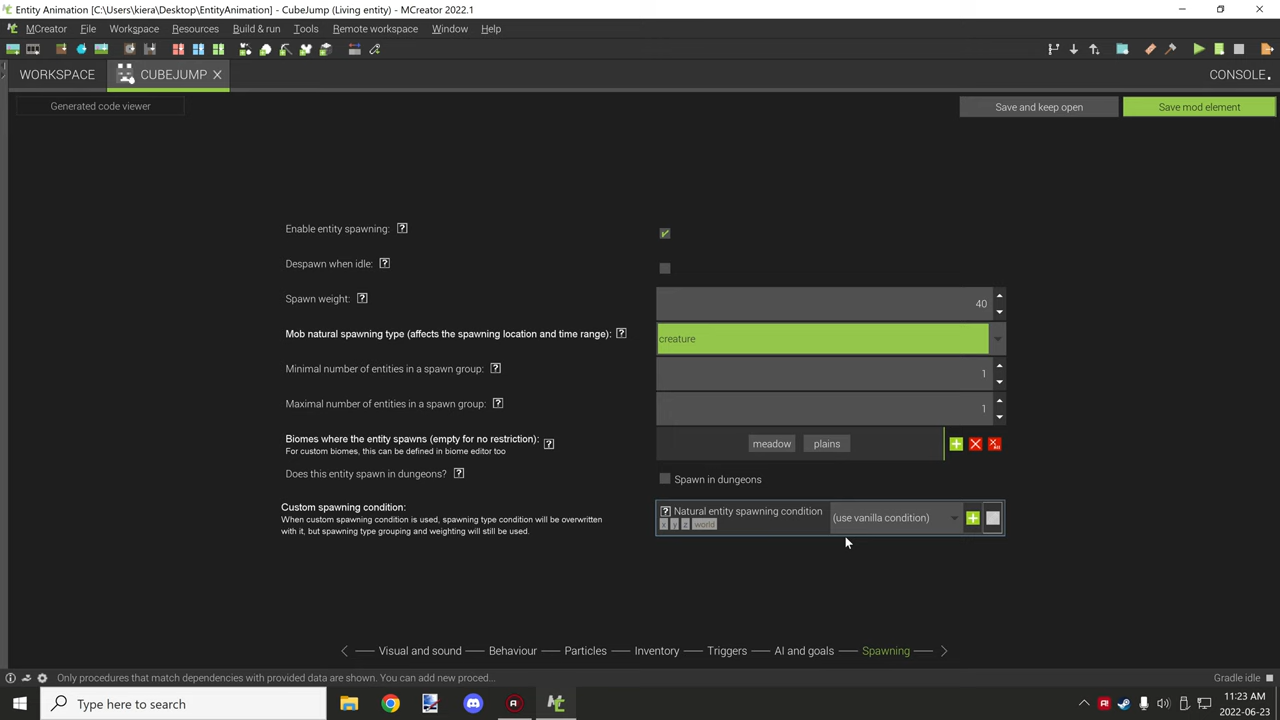 Entity Animation [C:\Users\kiera\Desktop\EntityAnimation] - CubeJump (Living entity) - MCreator 2022.1
MCreator File Workspace Resources Build & run Tools Remote workspace Window Help
WORKSPACE CUBEJUMP CONSOLE
Generated code viewer Save and keep open Save mod element
Enable entity spawning: ?
Despawn when idle: ?
Spawn weight: ? 40
Mob natural spawning type (affects the spawning location and time range): ? creature
Minimal number of entities in a spawn group: ? 1
Maximal number of entities in a spawn group: ? 1
Biomes where the entity spawns (empty for no restriction): ? meadow plains
For custom biomes, this can be defined in biome editor too
Does this entity spawn in dungeons? ? Spawn in dungeons
Custom spawning condition: ? Natural entity spawning condition (use vanilla condition)
When custom spawning condition is used, spawning type condition will be overwritten x y z world
with it, but spawning type grouping and weighting will still be used.
Visual and sound Behaviour Particles Inventory Triggers AI and goals Spawning
Only procedures that match dependencies with provided data are shown. You can add new proced... Gradle idle
Type here to search 11:23 AM
2022-06-23